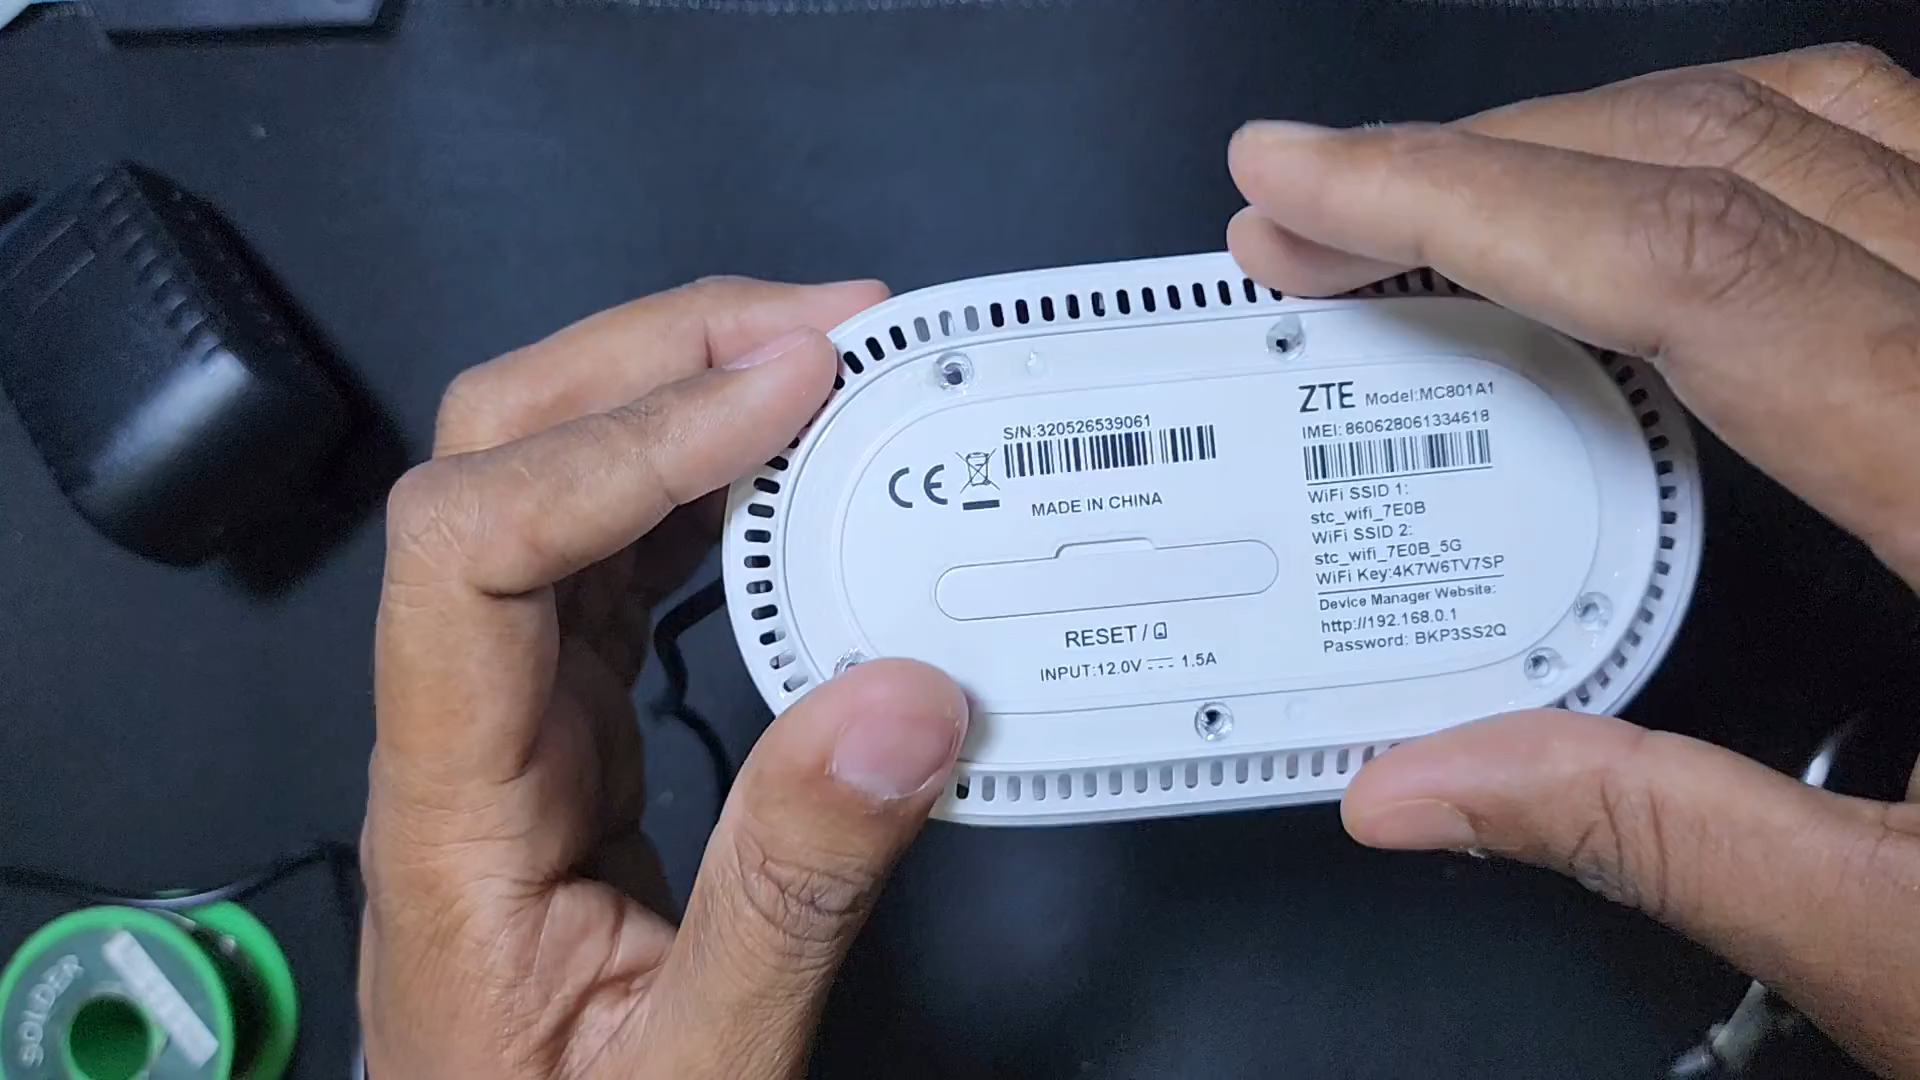 S/N:320526539061
CE
MADE IN CHINA
RESET /
INPUT:12.0V 1.5A
ZTE Model:MC801A1
IMEI: 860628061334618
WiFi SSID 1:
stc_wifi_7E0B
WiFi SSID 2:
stc_wifi_7E0B_5G
WiFi Key:4K7W6TV7SP
Device Manager Website:
http://192.168.0.1
Password: BKP3SS2Q
SOLDER